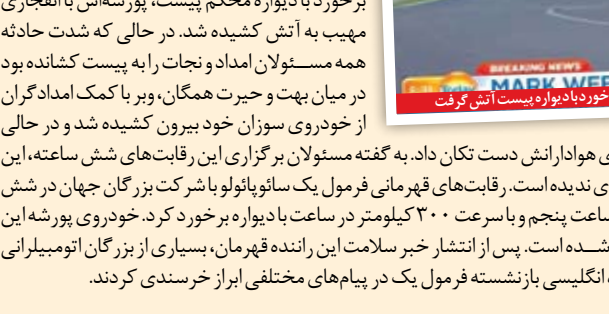 برخورد با دیواره محکم پیست، پورشه‌اش با انفجاری
مهیب به آتش کشیده شد. در حالی که شدت حادثه
همه مسئولان امداد و نجات را به پیست کشانده بود
در میان بهت و حیرت همگان، وبر با کمک امدادگران
از خودروی سوزان خود بیرون کشیده شد و در حالی
BREAKING NEWS
Today MARK WEB
خورد با دیواره پیست آتش گرفت
ی هوادارانش دست تکان داد. به گفته مسئولان برگزاری این رقابت‌های شش ساعته، این
ی ندیده است. رقابت‌های قهرمانی فرمول یک سائوپائولو با شرکت بزرگان جهان در شش
ساعت پنجم و با سرعت ۳۰۰ کیلومتر در ساعت با دیواره برخورد کرد. خودروی پورشه این
شده است. پس از انتشار خبر سلامت این راننده قهرمان، بسیاری از بزرگان اتومبیلرانی
انگلیسی بازنشسته فرمول یک در پیام‌های مختلفی ابراز خرسندی کردند.